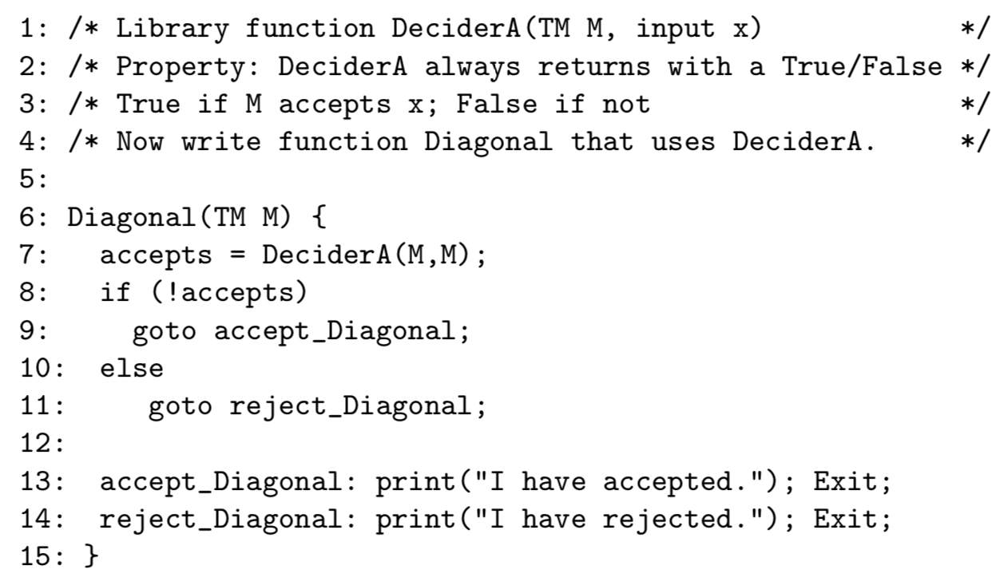 1: /* Library function DeciderA(TM M, input x) */
2: /* Property: DeciderA always returns with a True/False */
3: /* True if M accepts x; False if not */
4: /* Now write function Diagonal that uses DeciderA. */
5:
6: Diagonal(TM M) {
7: accepts = DeciderA(M,M);
8: if (!accepts)
9: goto accept_Diagonal;
10: else
11: goto reject_Diagonal;
12:
13: accept_Diagonal: print("I have accepted."); Exit;
14: reject_Diagonal: print("I have rejected."); Exit;
15: }